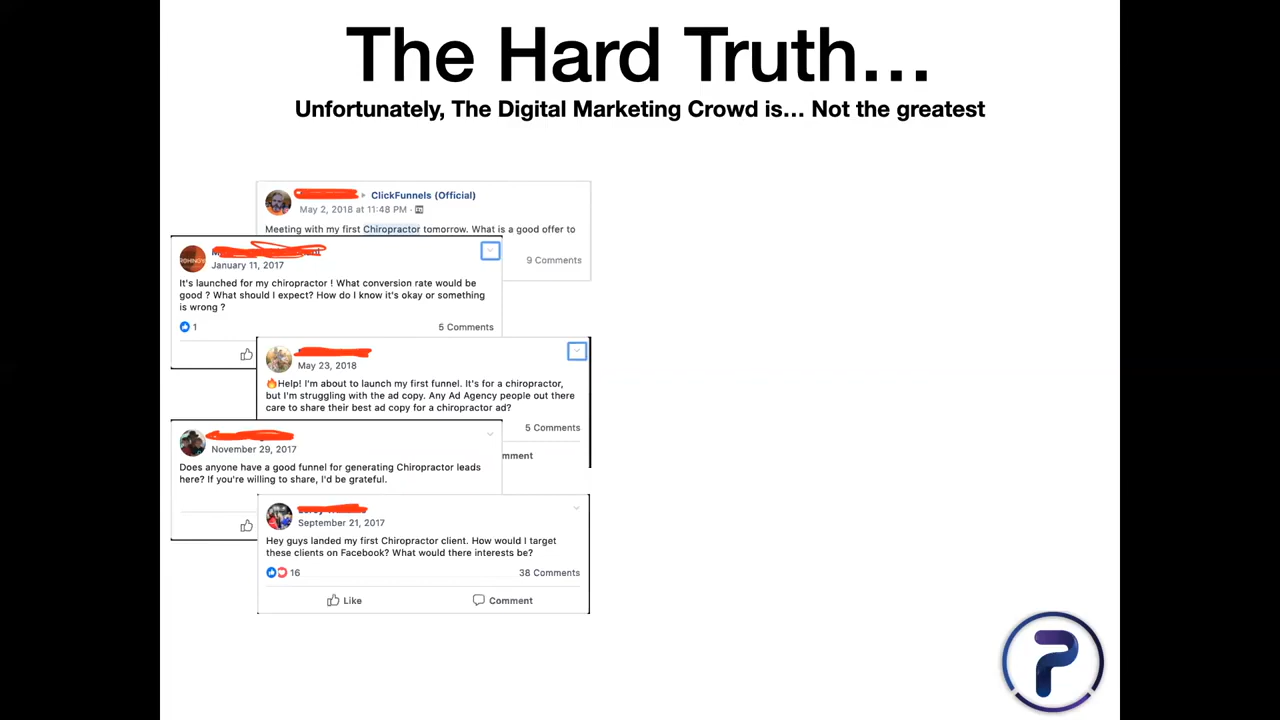 The Hard Truth...
Unfortunately, The Digital Marketing Crowd is... Not the greatest
ClickFunnels (Official)
May 2, 2018 at 11:48 PM ·
Meeting with my first Chiropractor tomorrow. What is a good offer to
9 Comments
January 11, 2017
It's launched for my chiropractor ! What conversion rate would be
good ? What should I expect? How do I know it's okay or something
is wrong ?
1
5 Comments
May 23, 2018
🔥Help! I'm about to launch my first funnel. It's for a chiropractor,
but I'm struggling with the ad copy. Any Ad Agency people out there
care to share their best ad copy for a chiropractor ad?
5 Comments
mment
November 29, 2017
Does anyone have a good funnel for generating Chiropractor leads
here? If you're willing to share, I'd be grateful.
September 21, 2017
Hey guys landed my first Chiropractor client. How would I target
these clients on Facebook? What would there interests be?
16
38 Comments
Like
Comment
P